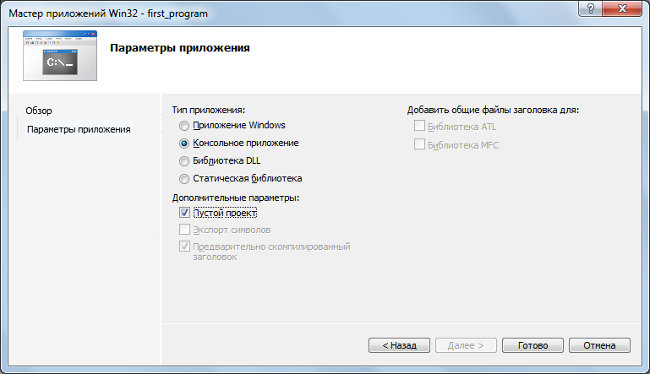 Мастер приложений Win32 - first_program
Параметры приложения
C:\_
Обзор
Параметры приложения
Тип приложения:
Приложение Windows
Консольное приложение
Библиотека DLL
Статическая библиотека
Дополнительные параметры:
Пустой проект
Экспорт символов
Предварительно скомпилированный
заголовок
Добавить общие файлы заголовка для:
Библиотека ATL
Библиотека MFC
< Назад
Далее >
Готово
Отмена